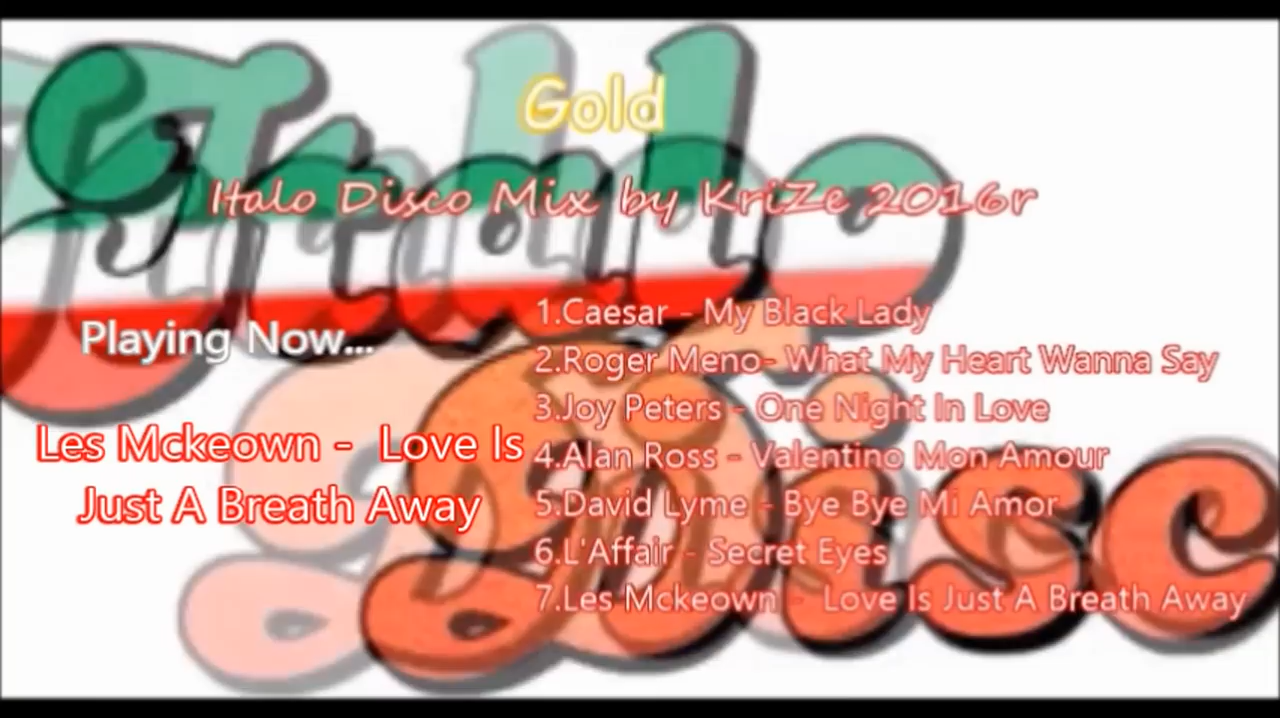 Italo
Disc
Gold
Italo Disco Mix by KriZe 2016r
Playing Now...
Les Mckeown - Love Is
Just A Breath Away
1.Caesar - My Black Lady
2.Roger Meno- What My Heart Wanna Say
3.Joy Peters - One Night In Love
4.Alan Ross - Valentino Mon Amour
5.David Lyme - Bye Bye Mi Amor
6.L'Affair - Secret Eyes
7.Les Mckeown - Love Is Just A Breath Away